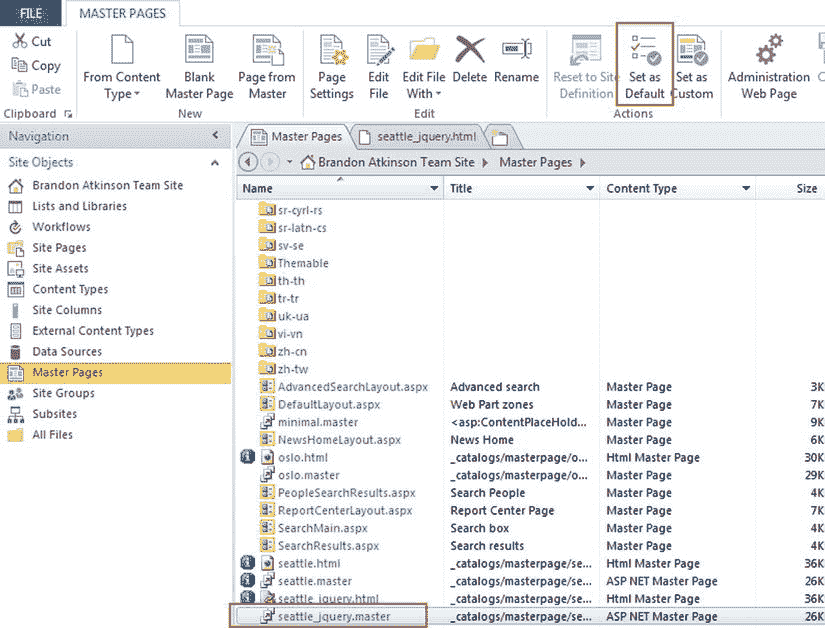 FILE MASTER PAGES
Cut
Copy
Paste
Clipboard
From Content Type
Blank Master Page
Page from Master
New
Page Settings
Edit File
Edit File With
Delete
Rename
Edit
Reset to Site Definition
Set as Default
Set as Custom
Actions
Administration Web Page
Navigation
Site Objects
Brandon Atkinson Team Site
Lists and Libraries
Workflows
Site Pages
Site Assets
Content Types
Site Columns
External Content Types
Data Sources
Master Pages
Site Groups
Subsites
All Files
Master Pages seattle_jquery.html
Brandon Atkinson Team Site Master Pages
Name Title Content Type Size
sr-cyrl-rs
sr-latn-cs
sv-se
Themable
th-th
tr-tr
uk-ua
vi-vn
zh-cn
zh-tw
AdvancedSearchLayout.aspx Advanced search Master Page 3K
DefaultLayout.aspx Web Part zones Master Page 7K
minimal.master <asp:ContentPlaceHold... Master Page 9K
NewsHomeLayout.aspx News Home Master Page 6K
oslo.html _catalogs/masterpage/o... Html Master Page 30K
oslo.master _catalogs/masterpage/o... Master Page 29K
PeopleSearchResults.aspx Search People Master Page 4K
ReportCenterLayout.aspx Report Center Page Master Page 7K
SearchMain.aspx Search box Master Page 4K
SearchResults.aspx Search results Master Page 4K
seattle.html _catalogs/masterpage/se... Html Master Page 36K
seattle.master _catalogs/masterpage/se... ASP NET Master Page 26K
seattle_jquery.html _catalogs/masterpage/se... Html Master Page 36K
seattle_jquery.master _catalogs/masterpage/se... ASP NET Master Page 26K